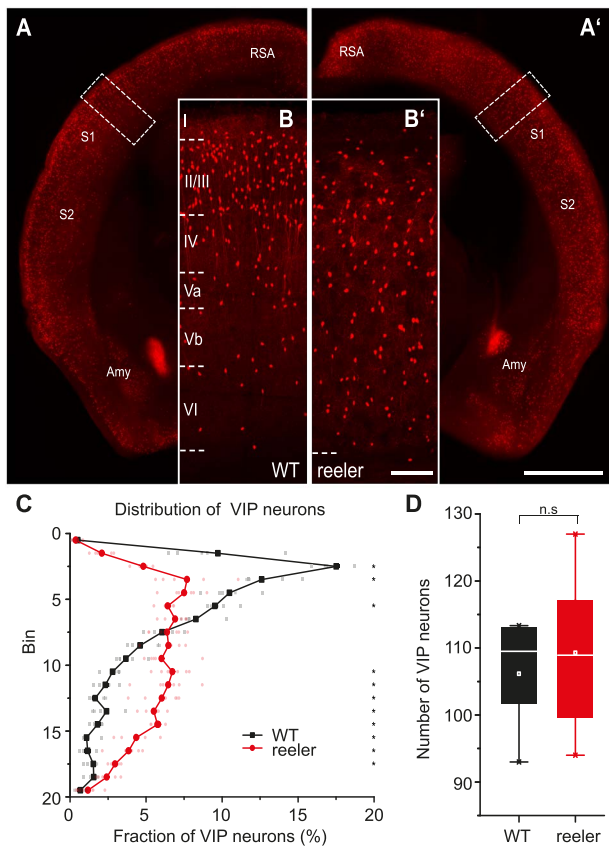 A
RSA
RSA
A‘
I
B
B‘
S1
S1
II/III
S2
S2
IV
Va
Vb
Amy
Amy
VI
WT
reeler
C
Distribution of VIP neurons
0
5
10
15
20
Bin
0
5
10
15
20
Fraction of VIP neurons (%)
WT
reeler
*
*
*
*
*
*
*
*
*
*
*
D
n.s
130
120
110
100
90
Number of VIP neurons
WT
reeler